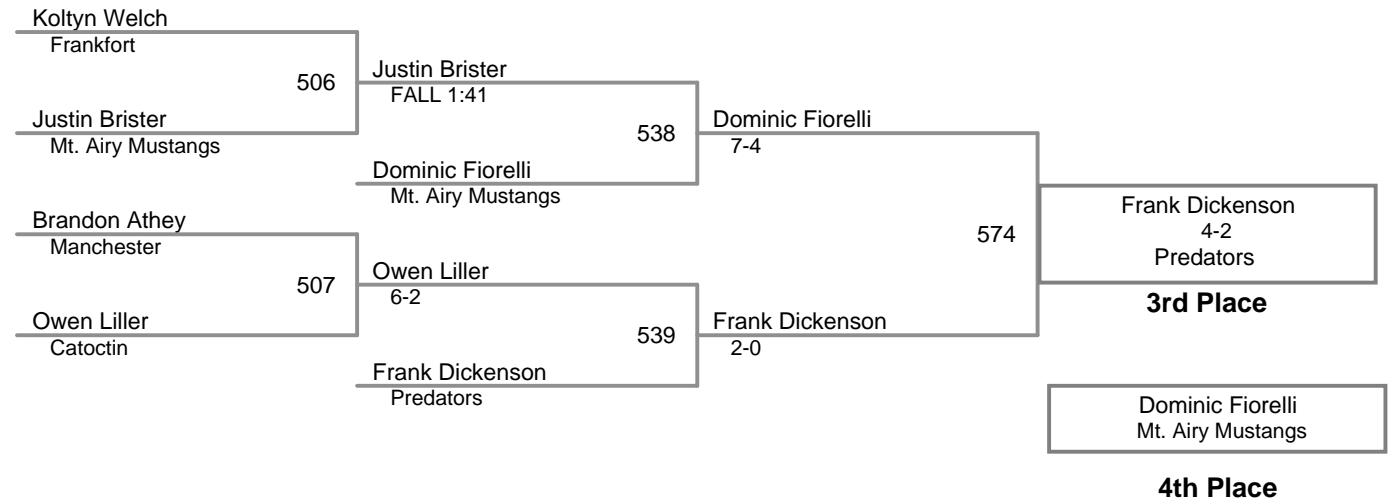 Koltyn Welch
Frankfort
506
Justin Brister
Mt. Airy Mustangs
Justin Brister
FALL 1:41
538
Dominic Fiorelli
Mt. Airy Mustangs
Brandon Athey
Manchester
507
Owen Liller
Catoctin
Owen Liller
6-2
539
Frank Dickenson
Predators
Dominic Fiorelli
7-4
574
Frank Dickenson
2-0
Frank Dickenson
4-2
Predators
3rd Place
Dominic Fiorelli
Mt. Airy Mustangs
4th Place